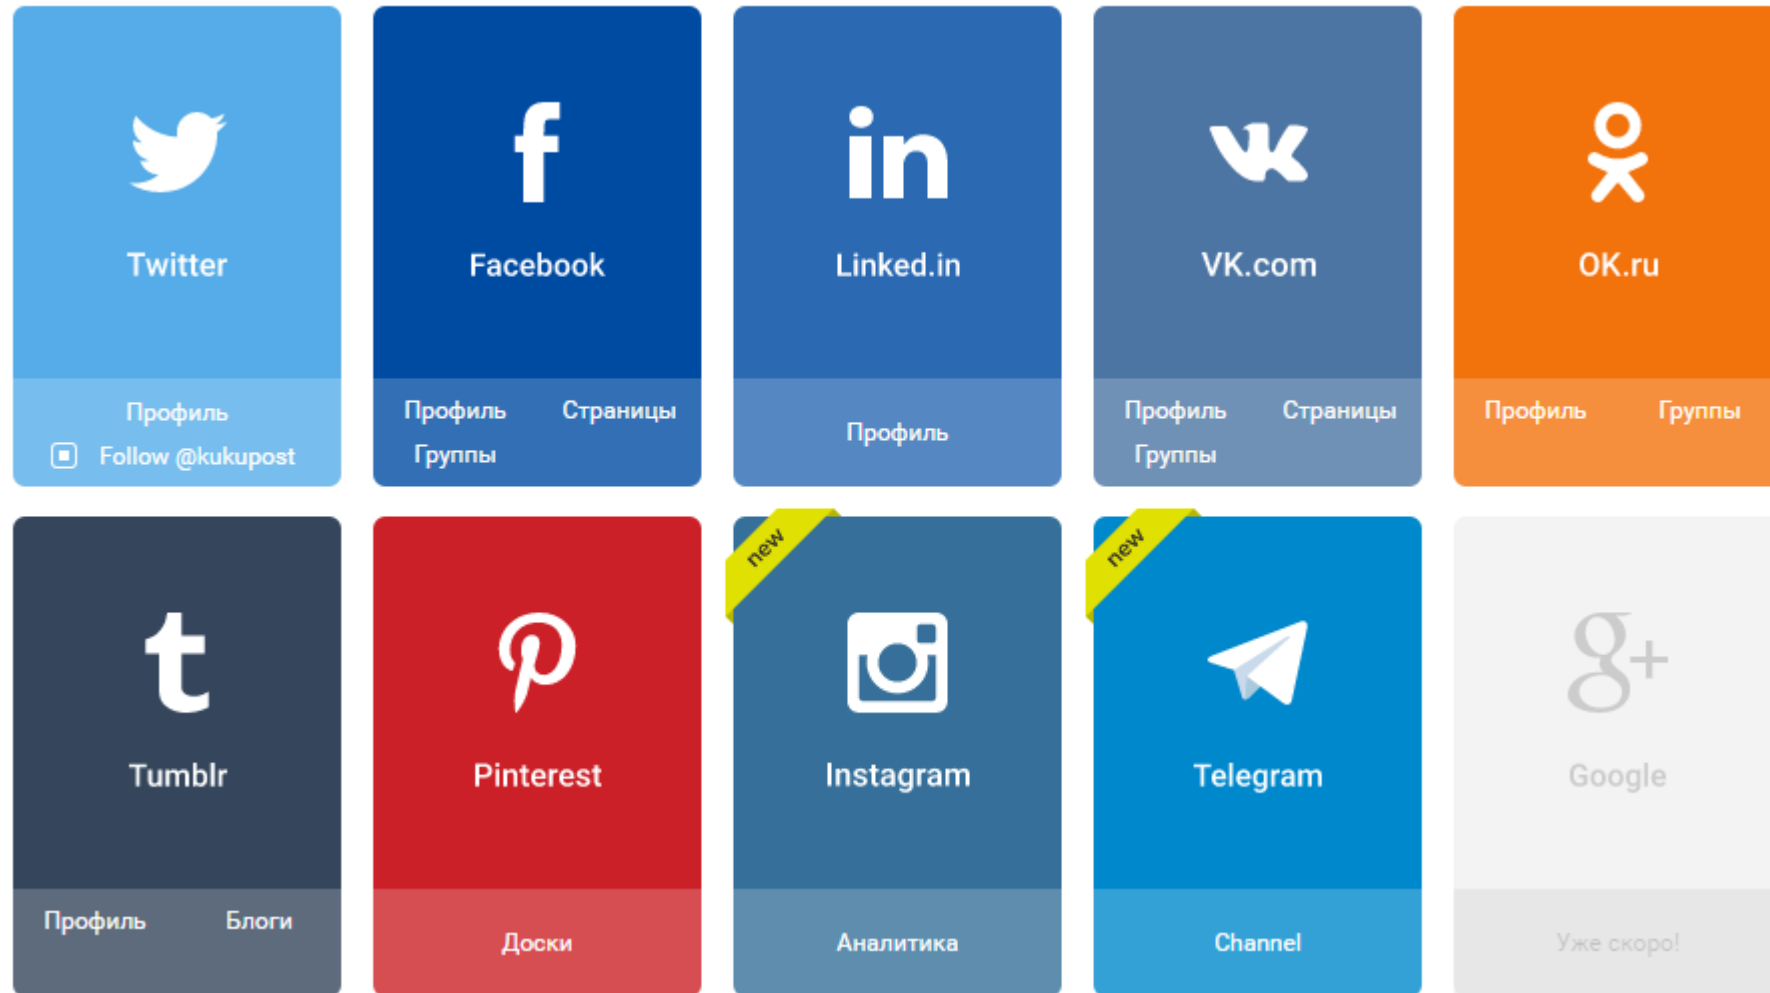 Twitter
Facebook
Linked.in
VK.com
OK.ru
Профиль
Follow @kukupost
Профиль Страницы
Группы
Профиль
Профиль Страницы
Группы
Профиль Группы
new
new
Tumblr
Pinterest
Instagram
Telegram
g+
Google
Профиль Блоги
Доски
Аналитика
Channel
Уже скоро!